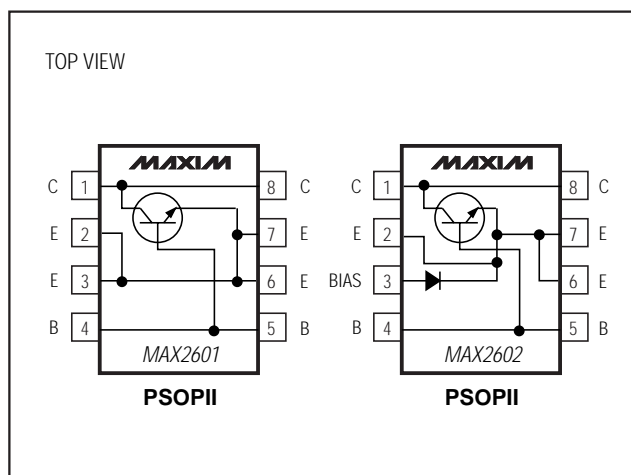 TOP VIEW
MAXIM
C 1 8 C
E 2 7 E
E 3 6 E
B 4 5 B
MAX2601
PSOPII
MAXIM
C 1 8 C
E 2 7 E
BIAS 3 6 E
B 4 5 B
MAX2602
PSOPII